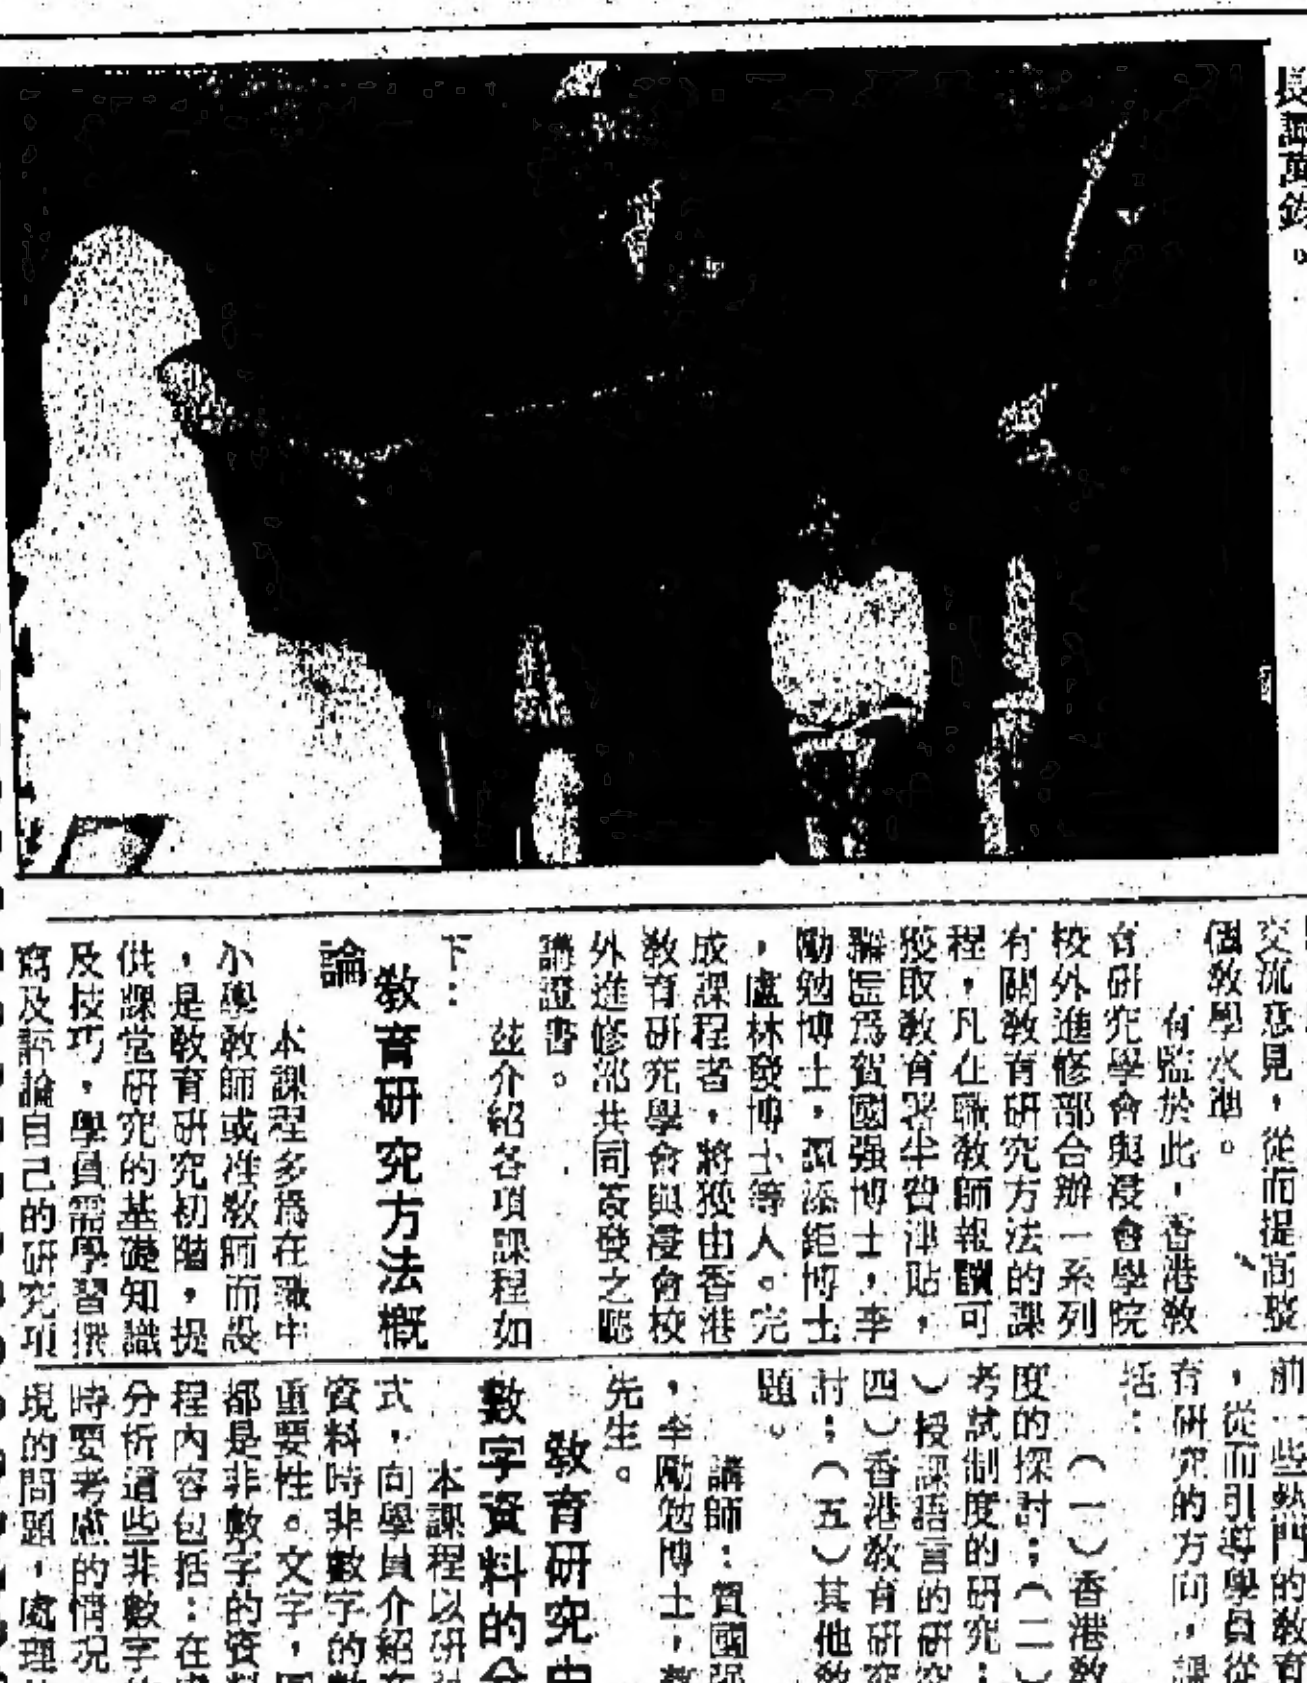 長譚萬鈞。
交流意見，從而提高整
個教學水準。
有監於此，香港教
育研究學會與浸會學院
校外進修部合辦一系列
有關教育研究方法的課
程，凡在職教師報讀可
獲取教育署半費津貼，
爲賀國强博士，李
勵勉博士，譚添鉅博士
，盧林發博士等人。完
成課程者，將獲由香港
教育研究學會與浸會校
外進修部共同簽發之聽
講證書。
茲介紹各項課程如
下：
教育研究方法概
論
本課程多爲在職中
小學教師或准教師而設
，是教育研究初階，提
供課堂研究的基礎知識
及技巧，學員需學習撰
寫及評論自己的研究項
前一些熱門的教育
，從而引導學員從
育研究的方向，課
括：
（一）香港教
度的探討；（二）
考試制度的研究；
）授課語言的研究
四）香港教育研究
討；（五）其他教
題。
講師：賀國强
，李勵勉博士，
先生。
教育研究中
數字資料的分
本課程以研
式，向學員介紹在
資料時非數字的數
重要性。文字，圖
都是非數字的資料
程內容包括：在
分析這些非數字
時要考慮的情況
現的問題，處理